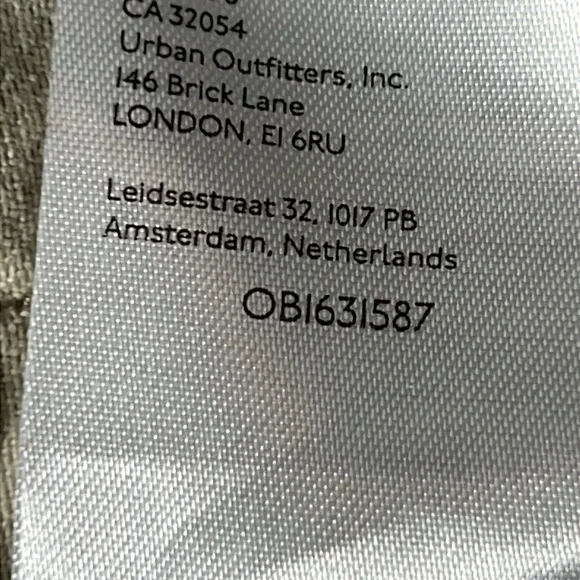 CA 32054
Urban Outfitters, Inc.
146 Brick Lane
LONDON, E1 6RU
Leidsestraat 32, 1017 PB
Amsterdam, Netherlands
OB1631587